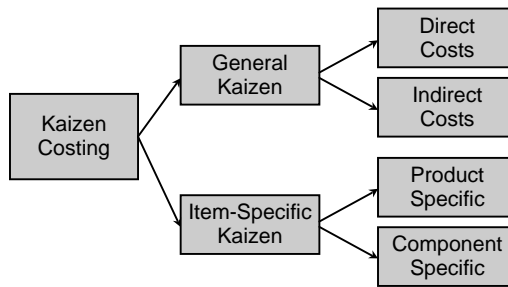 Kaizen
Costing
General
Kaizen
Direct
Costs
Indirect
Costs
Item-Specific
Kaizen
Product
Specific
Component
Specific